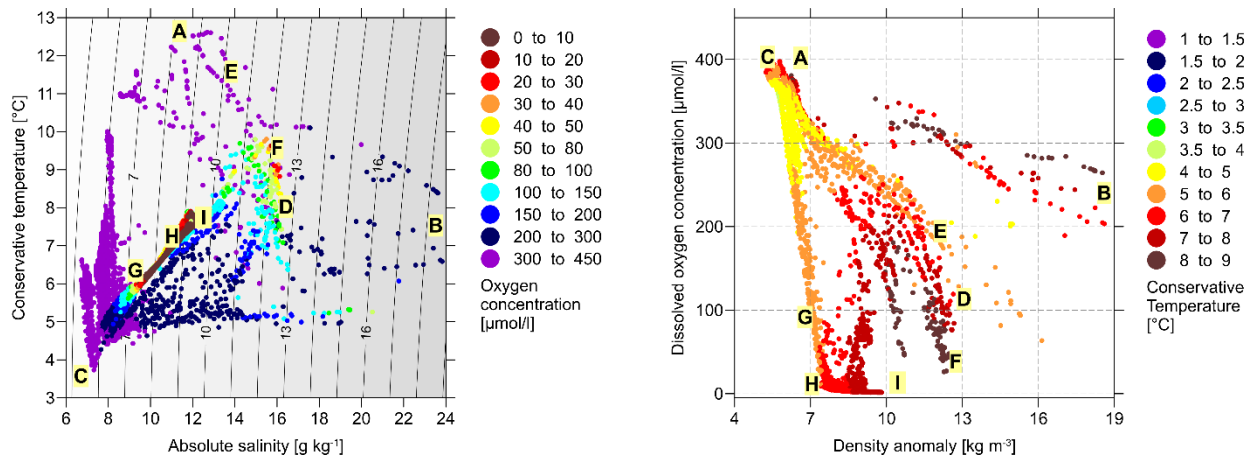 Conservative temperature [°C]
13
12
11
10
9
8
7
6
5
4
3
6 8 10 12 14 16 18 20 22 24
Absolute salinity [g kg⁻¹]
A
E
F
D
B
I
H
G
C
7
10
13
16
10
13
16
0 to 10
10 to 20
20 to 30
30 to 40
40 to 50
50 to 80
80 to 100
100 to 150
150 to 200
200 to 300
300 to 450
Oxygen
concentration
[µmol/l]
Dissolved oxygen concentration [µmol/l]
400
300
200
100
0
4 7 10 13 16 19
Density anomaly [kg m⁻³]
C A
B
E
D
G
F
H I
1 to 1.5
1.5 to 2
2 to 2.5
2.5 to 3
3 to 3.5
3.5 to 4
4 to 5
5 to 6
6 to 7
7 to 8
8 to 9
Conservative
Temperature
[°C]